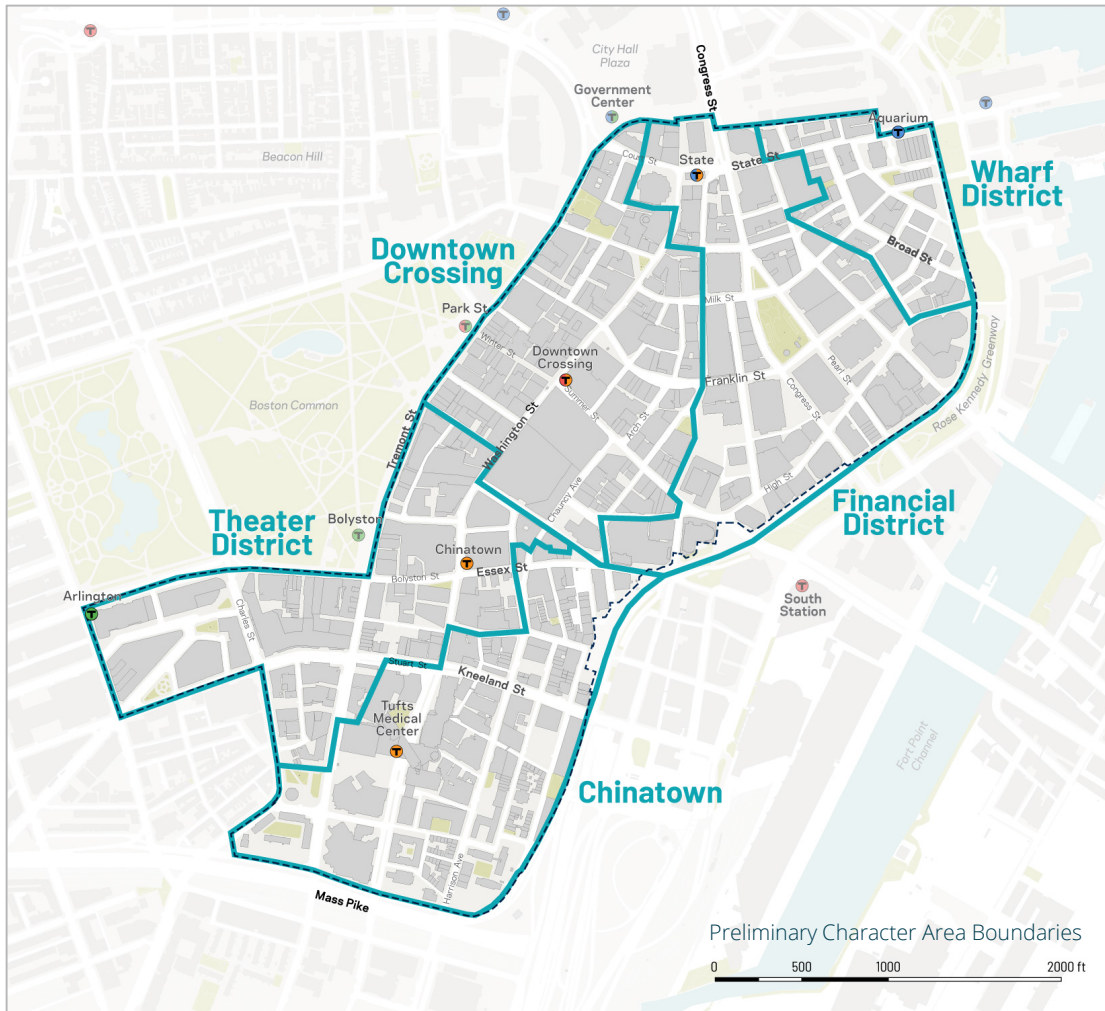 City Hall
Plaza
Congress St
Government
Center
Aquarium
Beacon Hill
Court St
State
State St
Wharf
District
Downtown
Crossing
Broad St
Park St
Milk St
Winter St
Downtown
Crossing
Franklin St
Pearl St
Congress St
Summer St
Rose Kennedy Greenway
Boston Common
Tremont St
Washington St
Arch St
Chauncy Ave
High St
Financial
District
Theater
District
Bolyston
Chinatown
Essex St
Bolyston St
Arlington
South
Station
Charles St
Stuart St
Kneeland St
Tufts
Medical
Center
Fort Point
Channel
Chinatown
Harrison Ave
Mass Pike
Preliminary Character Area Boundaries
0 500 1000 2000 ft
T
T
T
T
T
T
T
T
T
T
T
T